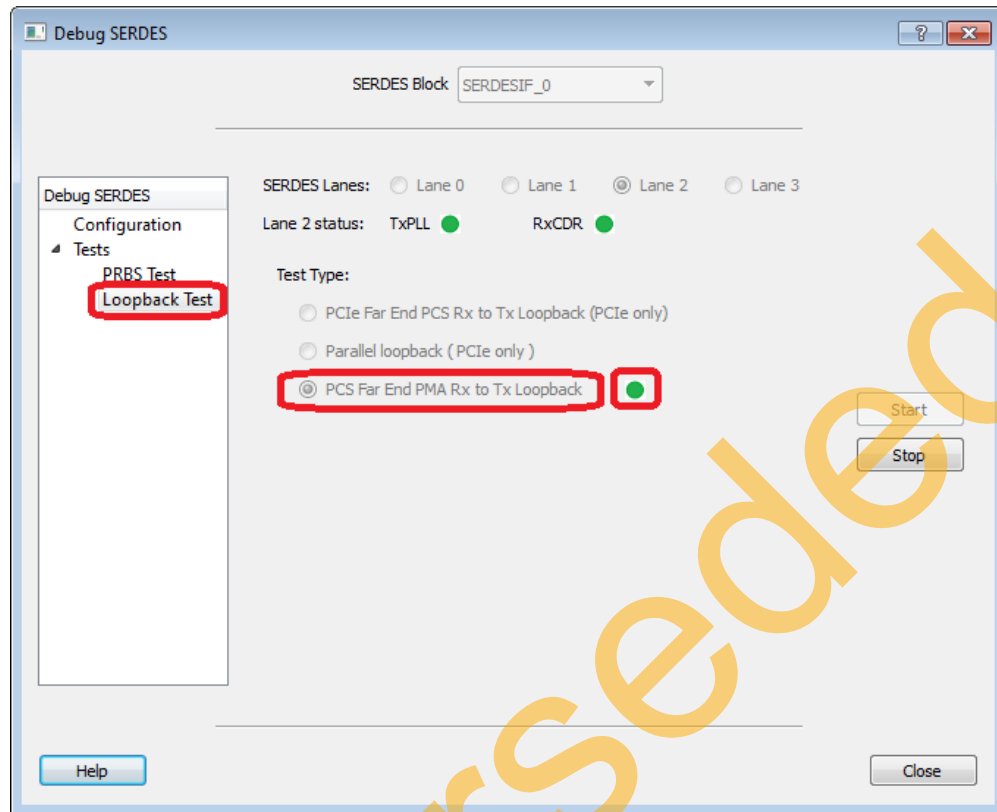 Debug SERDES
SERDES Block SERDESIF_0
Debug SERDES
Configuration
Tests
PRBS Test
Loopback Test
SERDES Lanes: Lane 0 Lane 1 Lane 2 Lane 3
Lane 2 status: TxPLL RxCDR
Test Type:
PCIe Far End PCS Rx to Tx Loopback (PCIe only)
Parallel loopback ( PCIe only )
PCS Far End PMA Rx to Tx Loopback
Start
Stop
Help
Close
rseded